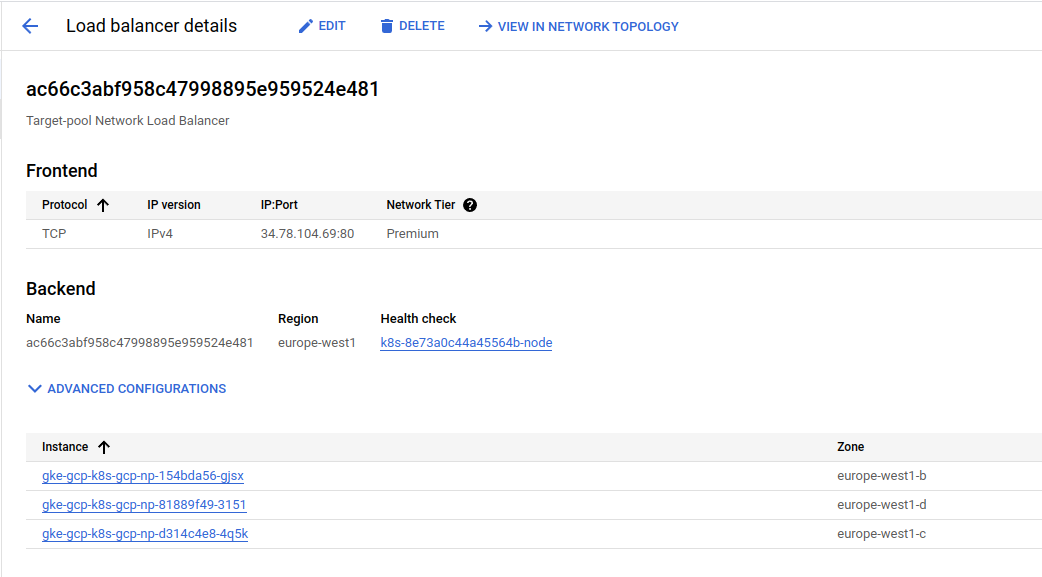 Load balancer details EDIT DELETE VIEW IN NETWORK TOPOLOGY
ac66c3abf958c47998895e959524e481
Target-pool Network Load Balancer
Frontend
Protocol IP version IP:Port Network Tier ?
TCP IPv4 34.78.104.69:80 Premium
Backend
Name Region Health check
ac66c3abf958c47998895e959524e481 europe-west1 k8s-8e73a0c44a45564b-node
ADVANCED CONFIGURATIONS
Instance Zone
gke-gcp-k8s-gcp-np-154bda56-gjsx europe-west1-b
gke-gcp-k8s-gcp-np-81889f49-3151 europe-west1-d
gke-gcp-k8s-gcp-np-d314c4e8-4q5k europe-west1-c